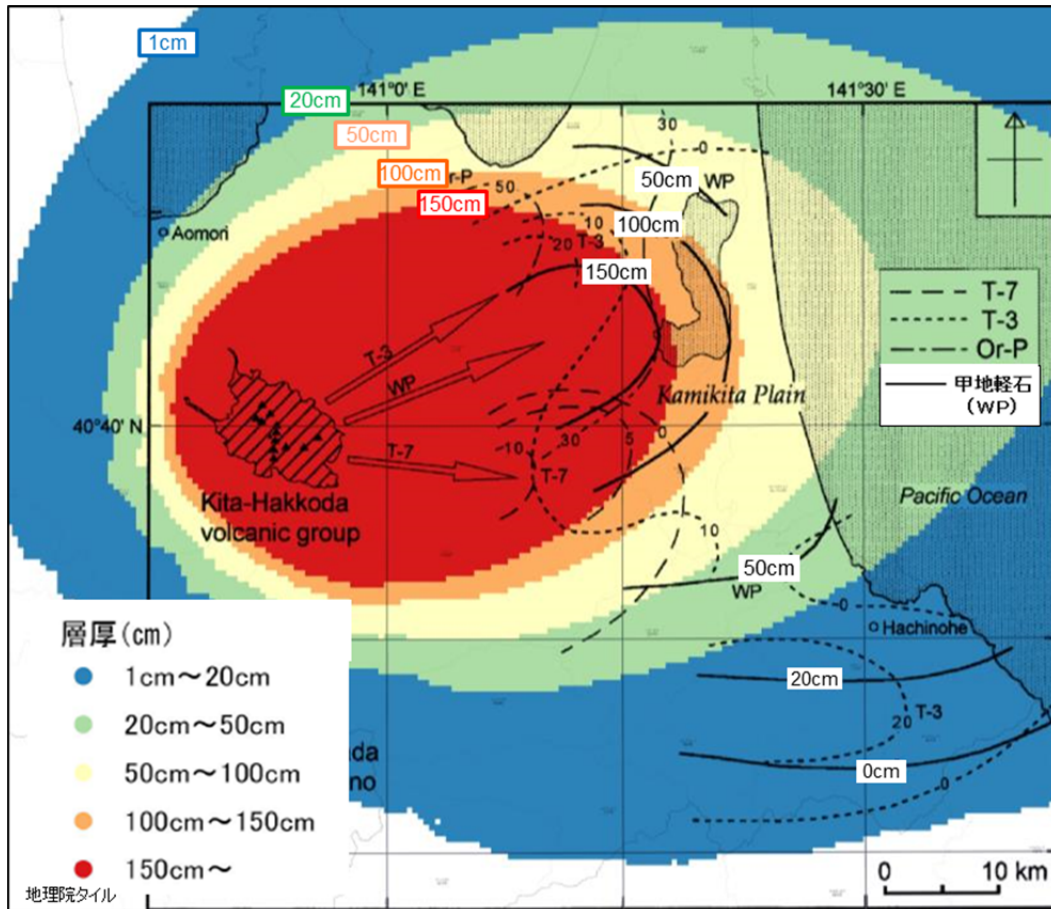 1cm
141°0' E
141°30' E
20cm
30
0
50cm
50cm
WP
100cm
r-P
50
150cm
100cm
10
Aomori
20
T-3
150cm
T-7
T-3
Or-P
甲地軽石
(WP)
T-3
WP
0
Kamikita Plain
40°40' N
10
30
5
0
T-7
T-7
Kita-Hakkoda
volcanic group
Pacific Ocean
10
50cm
WP
0
Hachinohe
層厚(cm)
1cm～20cm
20cm～50cm
50cm～100cm
100cm～150cm
150cm～
20cm
T-3
20
0cm
0
ada
no
0 10 km
地理院タイル